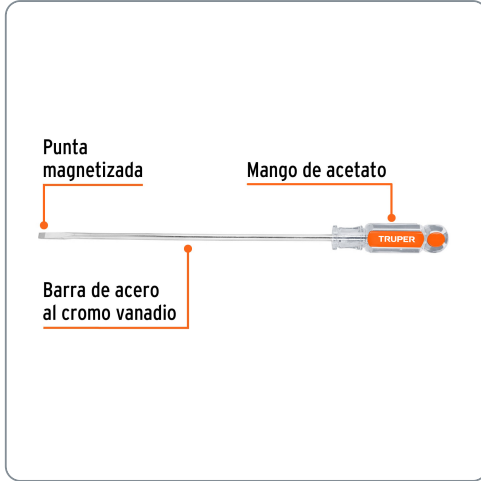 Punta
magnetizada
Mango de acetato
TRUPER
Barra de acero
al cromo vanadio